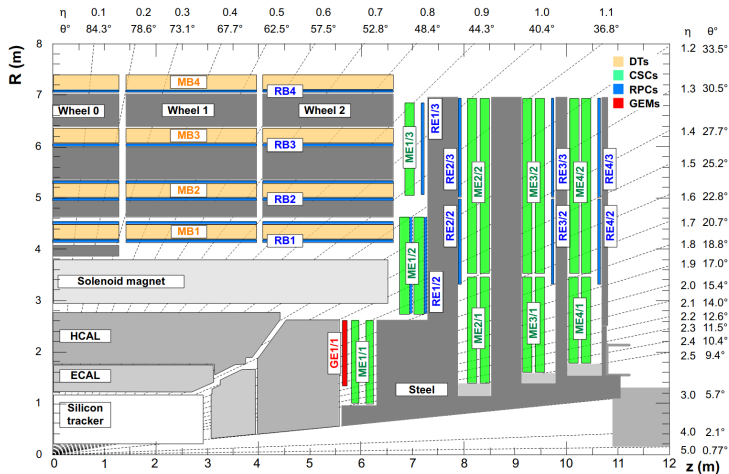 η 0.1 0.2 0.3 0.4 0.5 0.6 0.7 0.8 0.9 1.0 1.1
θ° 84.3° 78.6° 73.1° 67.7° 62.5° 57.5° 52.8° 48.4° 44.3° 40.4° 36.8° η θ°
R (m)
8
7
6
5
4
3
2
1
0
1.2 33.5°
1.3 30.5°
1.4 27.7°
1.5 25.2°
1.6 22.8°
1.7 20.7°
1.8 18.8°
1.9 17.0°
2.0 15.4°
2.1 14.0°
2.2 12.6°
2.3 11.5°
2.4 10.4°
2.5 9.4°
3.0 5.7°
4.0 2.1°
5.0 0.77°
DTs
CSCs
RPCs
GEMs
MB4
RB4
Wheel 0 Wheel 1 Wheel 2
MB3
RB3
MB2
RB2
MB1
RB1
Solenoid magnet
HCAL
ECAL
Silicon
tracker
Steel
GE1/1
ME1/1
ME1/2
ME1/3
RE1/2
RE1/3
RE2/2
RE2/3
ME2/1
ME2/2
ME3/1
ME3/2
RE3/2
RE3/3
ME4/1
ME4/2
RE4/2
RE4/3
0 1 2 3 4 5 6 7 8 9 10 11 12
z (m)